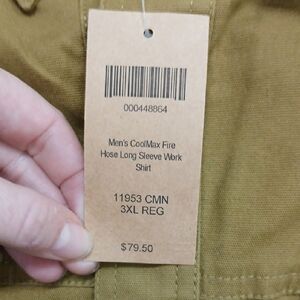 000448864
Men's CoolMax Fire
Hose Long Sleeve Work
Shirt
11953 CMN
3XL REG
$79.50